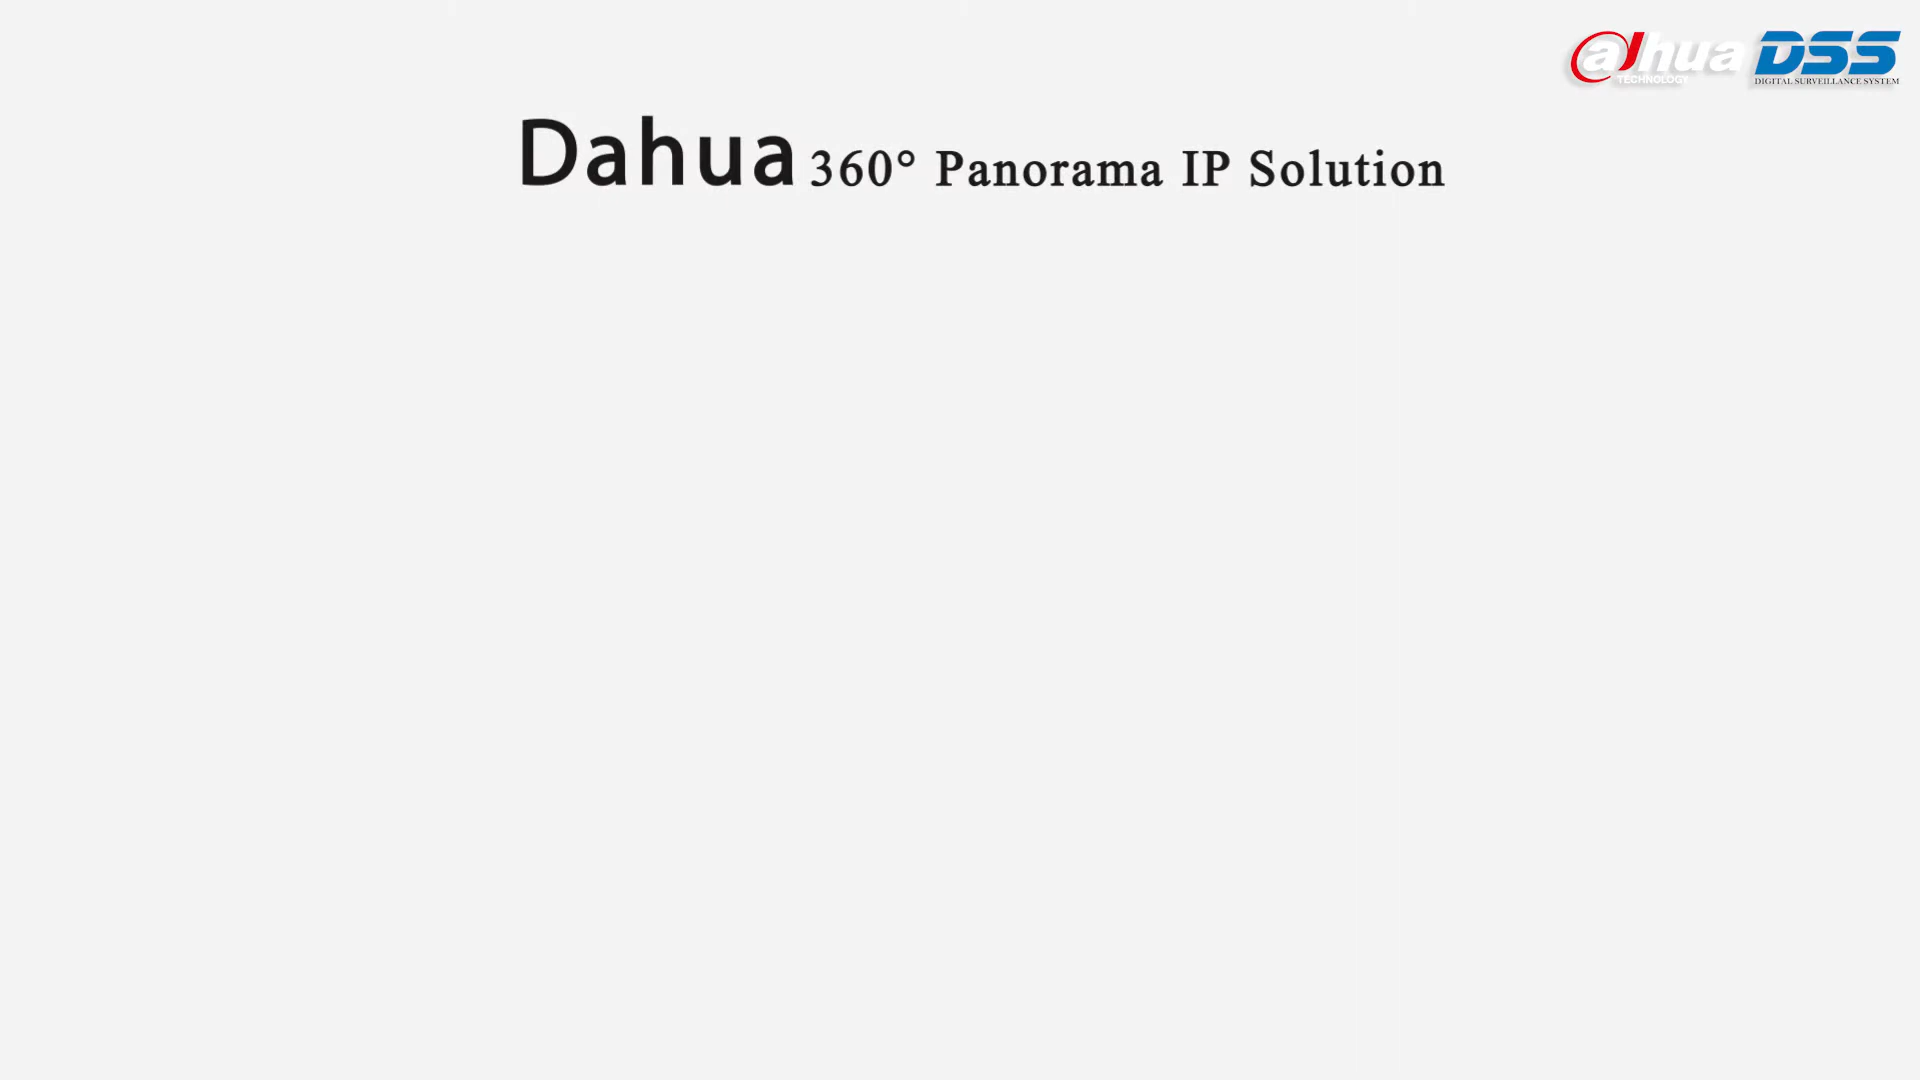 alhua DSS
TECHNOLOGY DIGITAL SURVEILLANCE SYSTEM
Dahua 360° Panorama IP Solution